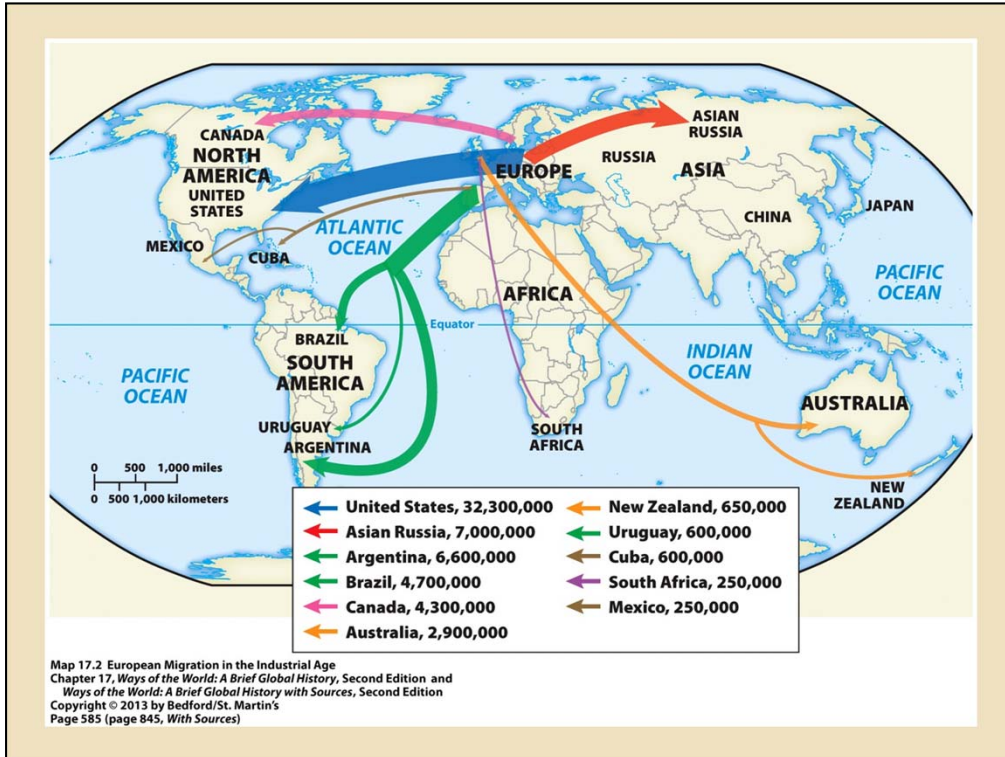 CANADA
NORTH
AMERICA
UNITED
STATES
MEXICO
CUBA
ATLANTIC
OCEAN
EUROPE
RUSSIA
ASIAN
RUSSIA
ASIA
CHINA
JAPAN
PACIFIC
OCEAN
AFRICA
Equator
BRAZIL
SOUTH
AMERICA
PACIFIC
OCEAN
INDIAN
OCEAN
AUSTRALIA
URUGUAY
ARGENTINA
SOUTH
AFRICA
NEW
ZEALAND
0 500 1,000 miles
0 500 1,000 kilometers
United States, 32,300,000
Asian Russia, 7,000,000
Argentina, 6,600,000
Brazil, 4,700,000
Canada, 4,300,000
Australia, 2,900,000
New Zealand, 650,000
Uruguay, 600,000
Cuba, 600,000
South Africa, 250,000
Mexico, 250,000
Map 17.2 European Migration in the Industrial Age
Chapter 17, Ways of the World: A Brief Global History, Second Edition and
Ways of the World: A Brief Global History with Sources, Second Edition
Copyright © 2013 by Bedford/St. Martin's
Page 585 (page 845, With Sources)